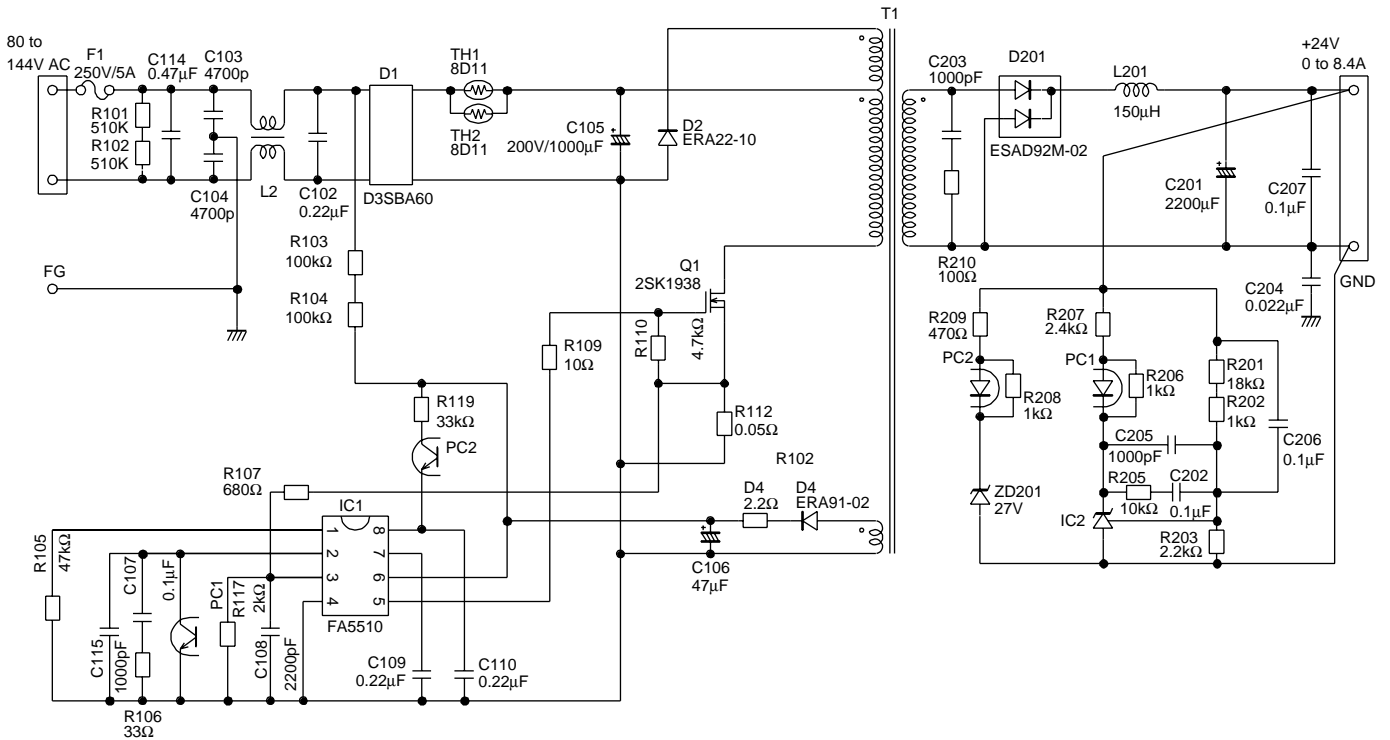 T1
80 to
144V AC
F1
250V/5A
C114
0.47μF
C103
4700p
D1
TH1
8D11
C203
1000pF
D201
+24V
0 to 8.4A
L201
150μH
R101
510K
R102
510K
TH2
8D11
C105
200V/1000μF
D2
ERA22-10
ESAD92M-02
C104
4700p
L2
C102
0.22μF
D3SBA60
C201
2200μF
C207
0.1μF
R103
100kΩ
R210
100Ω
FG
Q1
2SK1938
C204
0.022μF
GND
R104
100kΩ
R109
10Ω
R110
4.7kΩ
R209
470Ω
R207
2.4kΩ
PC2
PC1
R201
18kΩ
R208
1kΩ
R206
1kΩ
R202
1kΩ
R119
33kΩ
R112
0.05Ω
PC2
C205
1000pF
C206
0.1μF
R107
680Ω
R102
R205
10kΩ
C202
0.1μF
D4
2.2Ω
D4
ERA91-02
ZD201
27V
IC2
IC1
R203
2.2kΩ
R105
47kΩ
C107
0.1μF
PC1
R117
2kΩ
1
2
3
4
8
7
6
5
C106
47μF
FA5510
C115
1000pF
C108
2200pF
C109
0.22μF
C110
0.22μF
R106
33Ω